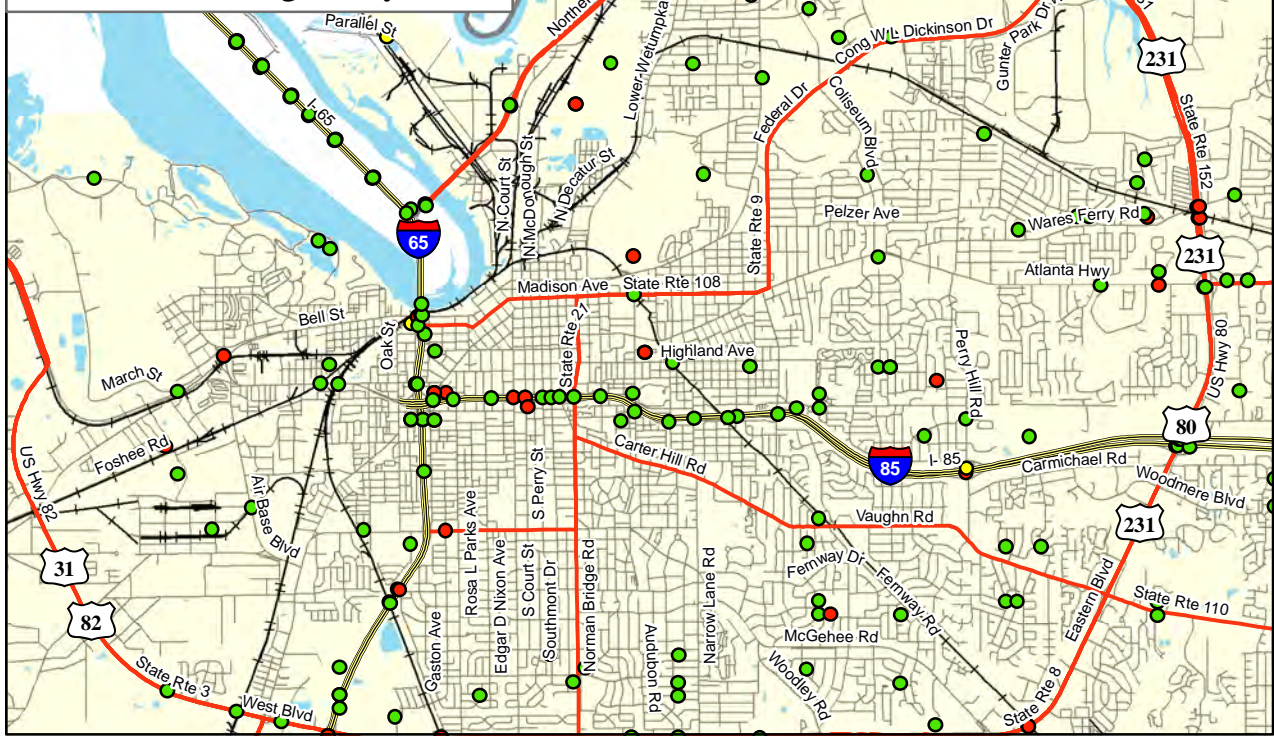 Parallel St
Norther
Lower-Wetumpka
Cong W L Dickinson Dr
Gunter Park Dr
231
I-65
Federal Dr
Coliseum Blvd
State Rte 152
N Court St
N McDonough St
N Decatur St
State Rte 9
Pelzer Ave
Wares Ferry Rd
65
231
Atlanta Hwy
Madison Ave
State Rte 108
Bell St
Oak St
State Rte 21
Highland Ave
Perry Hill Rd
US Hwy 80
March St
80
Foshee Rd
Carter Hill Rd
85
I- 85
Carmichael Rd
Woodmere Blvd
US Hwy 82
Air Base Blvd
S Perry St
Vaughn Rd
231
31
Rosa L Parks Ave
Edgar D Nixon Ave
S Court St
Southmont Dr
Norman Bridge Rd
Narrow Lane Rd
Fernway Dr
Fernway Rd
Eastern Blvd
State Rte 110
82
Gaston Ave
Audubon Rd
McGehee Rd
Woodley Rd
State Rte 3
West Blvd
State Rte 8